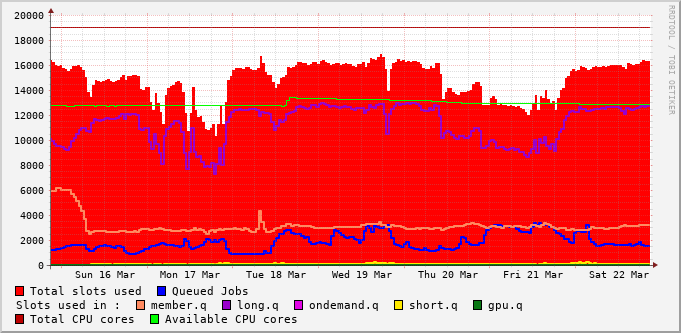 20000
18000
16000
14000
12000
10000
8000
6000
4000
2000
0
Sun 16 Mar Mon 17 Mar Tue 18 Mar Wed 19 Mar Thu 20 Mar Fri 21 Mar Sat 22 Mar
Total slots used Queued Jobs
Slots used in : member.q long.q ondemand.q short.q gpu.q
Total CPU cores Available CPU cores
RRDTOOL / TOBI OETIKER